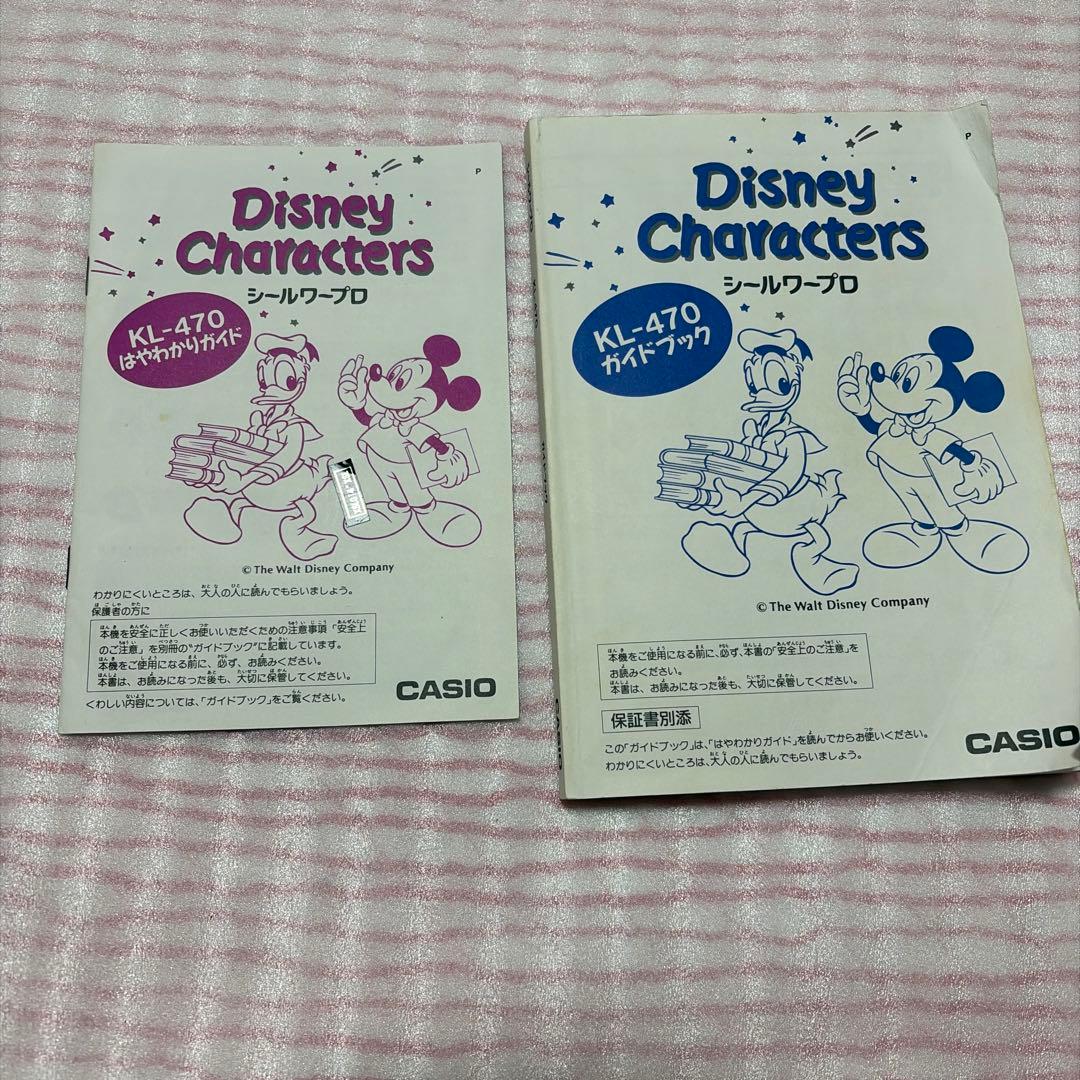 P
Disney
Characters
シールワープロ
KL-470
はやわかりガイド
© The Walt Disney Company
わかりにくいところは、大人の人に読んでもらいましょう。
保護者の方に
本機を安全に正しくお使いいただくための注意事項「安全上
のご注意」を別冊の"ガイドブック"に記載しています。
本機をご使用になる前に、必ず、お読みください。
本書は、お読みになった後も、大切に保管してください。
くわしい内容については、「ガイドブック」をご覧ください。
CASIO
P
Disney
Characters
シールワープロ
KL-470
ガイドブック
© The Walt Disney Company
本機をご使用になる前に、必ず、本書の「安全上のご注意」を
お読みください。
本書は、お読みになった後も、大切に保管してください。
保証書別添
この「ガイドブック」は、「はやわかりガイド」を読んでからお使いください。
わかりにくいところは、大人の人に読んでもらいましょう。
CASIO